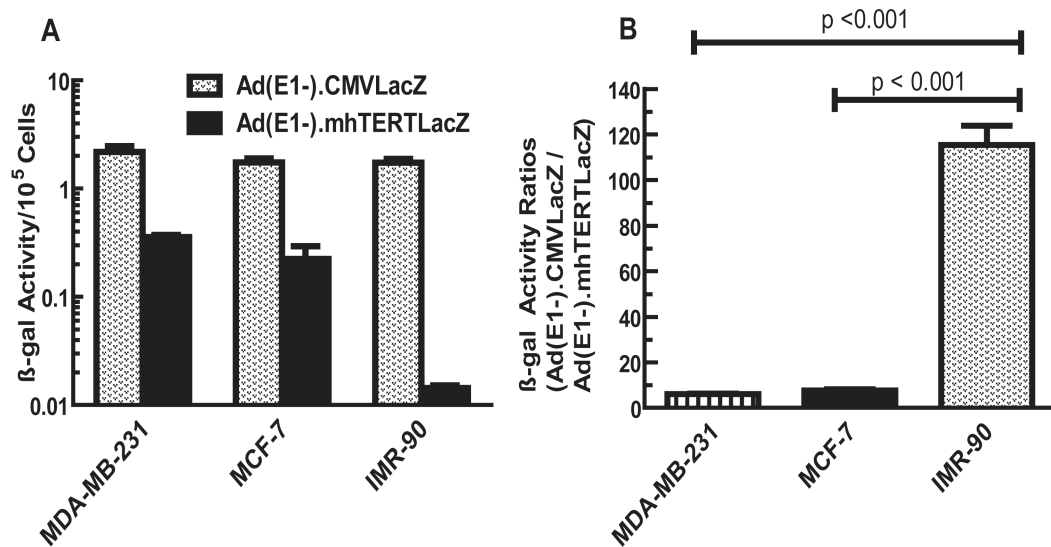 A
ß-gal Activity/10⁵ Cells
10
1
0.1
0.01
Ad(E1-).CMVLacZ
Ad(E1-).mhTERTLacZ
MDA-MB-231
MCF-7
IMR-90
B
p <0.001
p < 0.001
ß-gal Activity Ratios
(Ad(E1-).CMVLacZ /
Ad(E1-).mhTERTLacZ)
140
120
100
80
60
40
20
0
MDA-MB-231
MCF-7
IMR-90